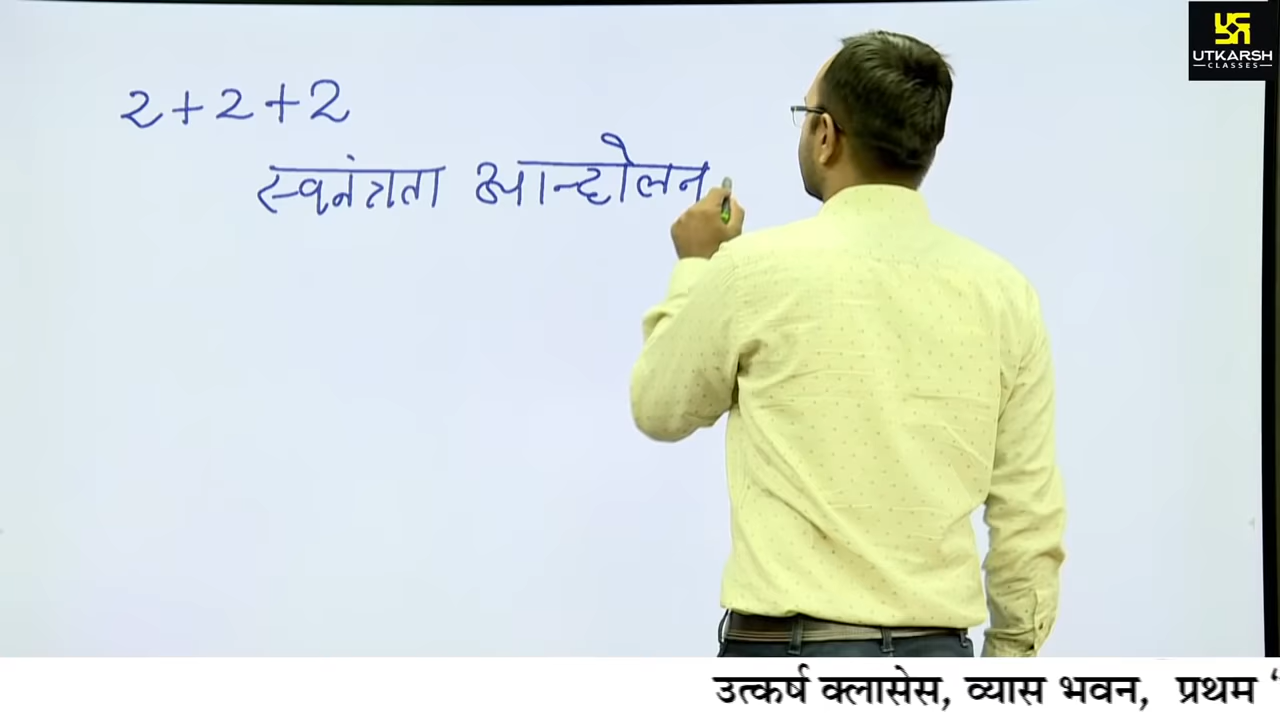 UTKARSH
CLASSES
2+2+2
स्वतंत्रता आन्दोलन
उत्कर्ष क्लासेस, व्यास भवन, प्रथम ‘